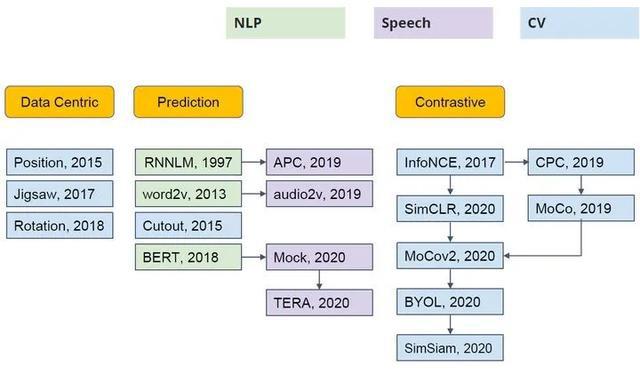 NLP
Speech
CV
Data Centric
Prediction
Contrastive
Position, 2015
RNNLM, 1997
APC, 2019
InfoNCE, 2017
CPC, 2019
Jigsaw, 2017
word2v, 2013
audio2v, 2019
SimCLR, 2020
MoCo, 2019
Rotation, 2018
Cutout, 2015
BERT, 2018
Mock, 2020
MoCov2, 2020
TERA, 2020
BYOL, 2020
SimSiam, 2020